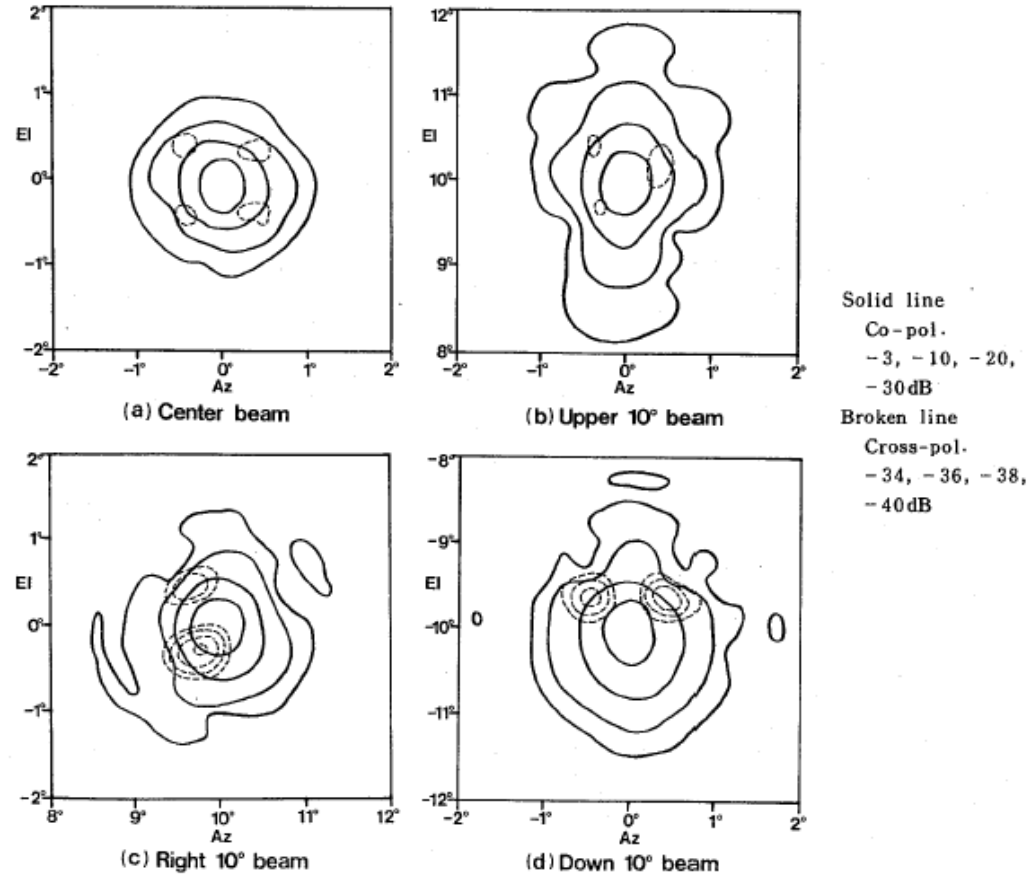 2°
1°
El
0°
-1°
-2°
-2° -1° 0° 1° 2°
Az
(a) Center beam
12°
11°
El
10°
9°
8°
-2° -1° 0° 1° 2°
Az
(b) Upper 10° beam
Solid line
Co-pol.
-3, -10, -20,
-30dB
Broken line
Cross-pol.
-34, -36, -38,
-40dB
2°
1°
El
0°
-1°
-2°
8° 9° 10° 11° 12°
Az
(c) Right 10° beam
-8°
-9°
El
-10°
-11°
-12°
-2° -1° 0° 1° 2°
Az
(d) Down 10° beam